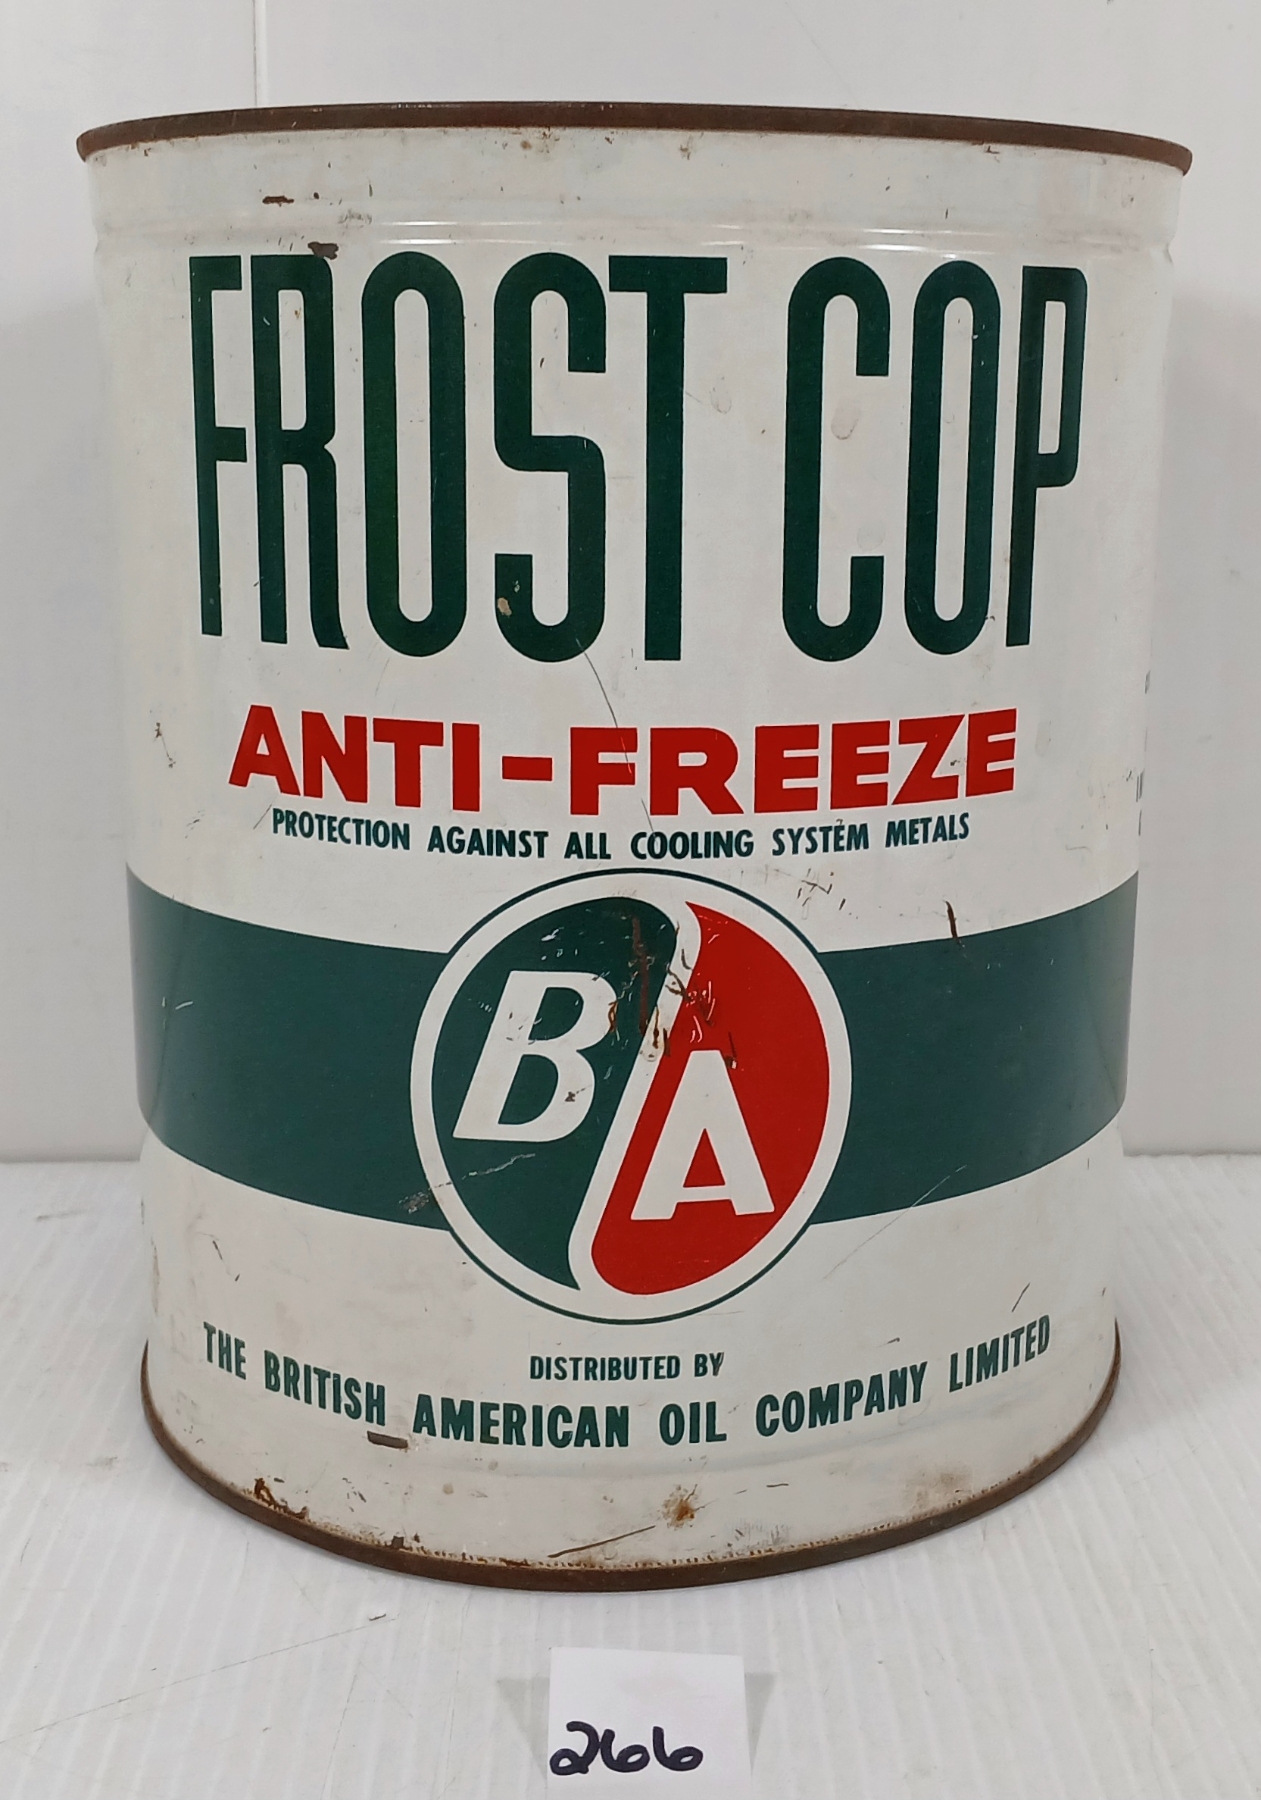 FROST COP
ANTI-FREEZE
PROTECTION AGAINST ALL COOLING SYSTEM METALS
B/A
DISTRIBUTED BY
THE BRITISH AMERICAN OIL COMPANY LIMITED
266